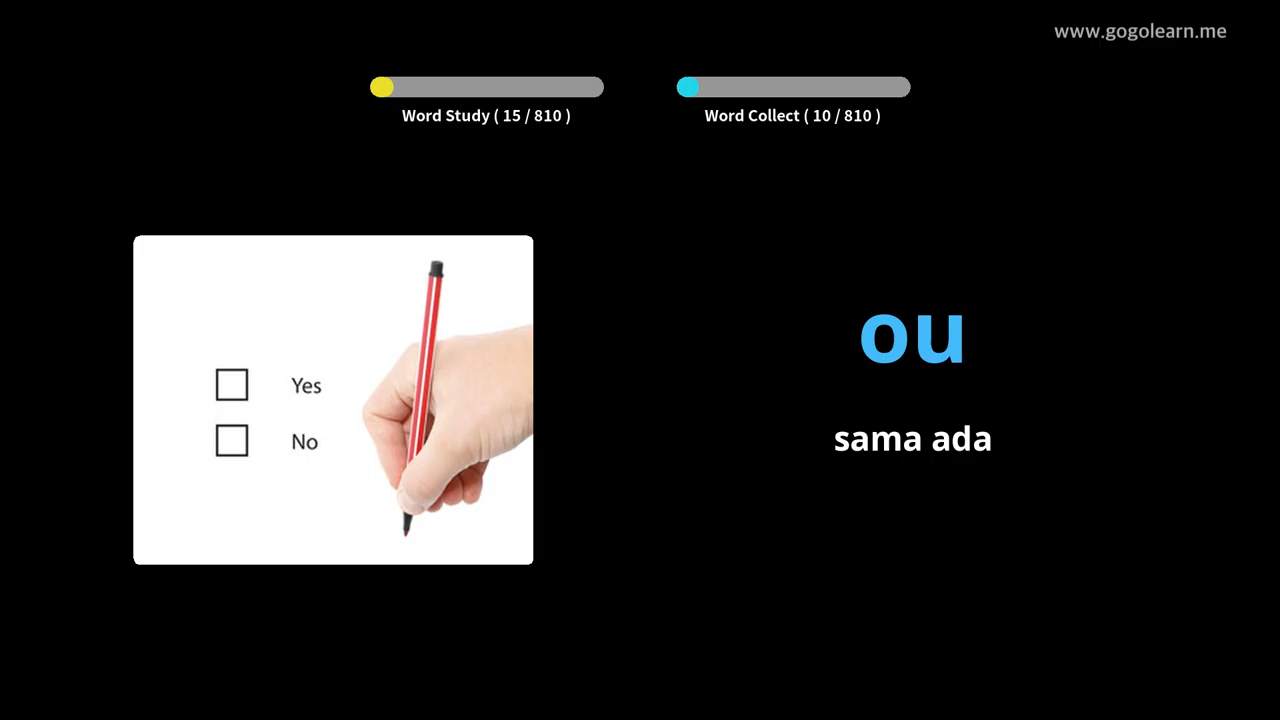 www.gogolearn.me
Word Study ( 15 / 810 )
Word Collect ( 10 / 810 )
Yes
No
ou
sama ada